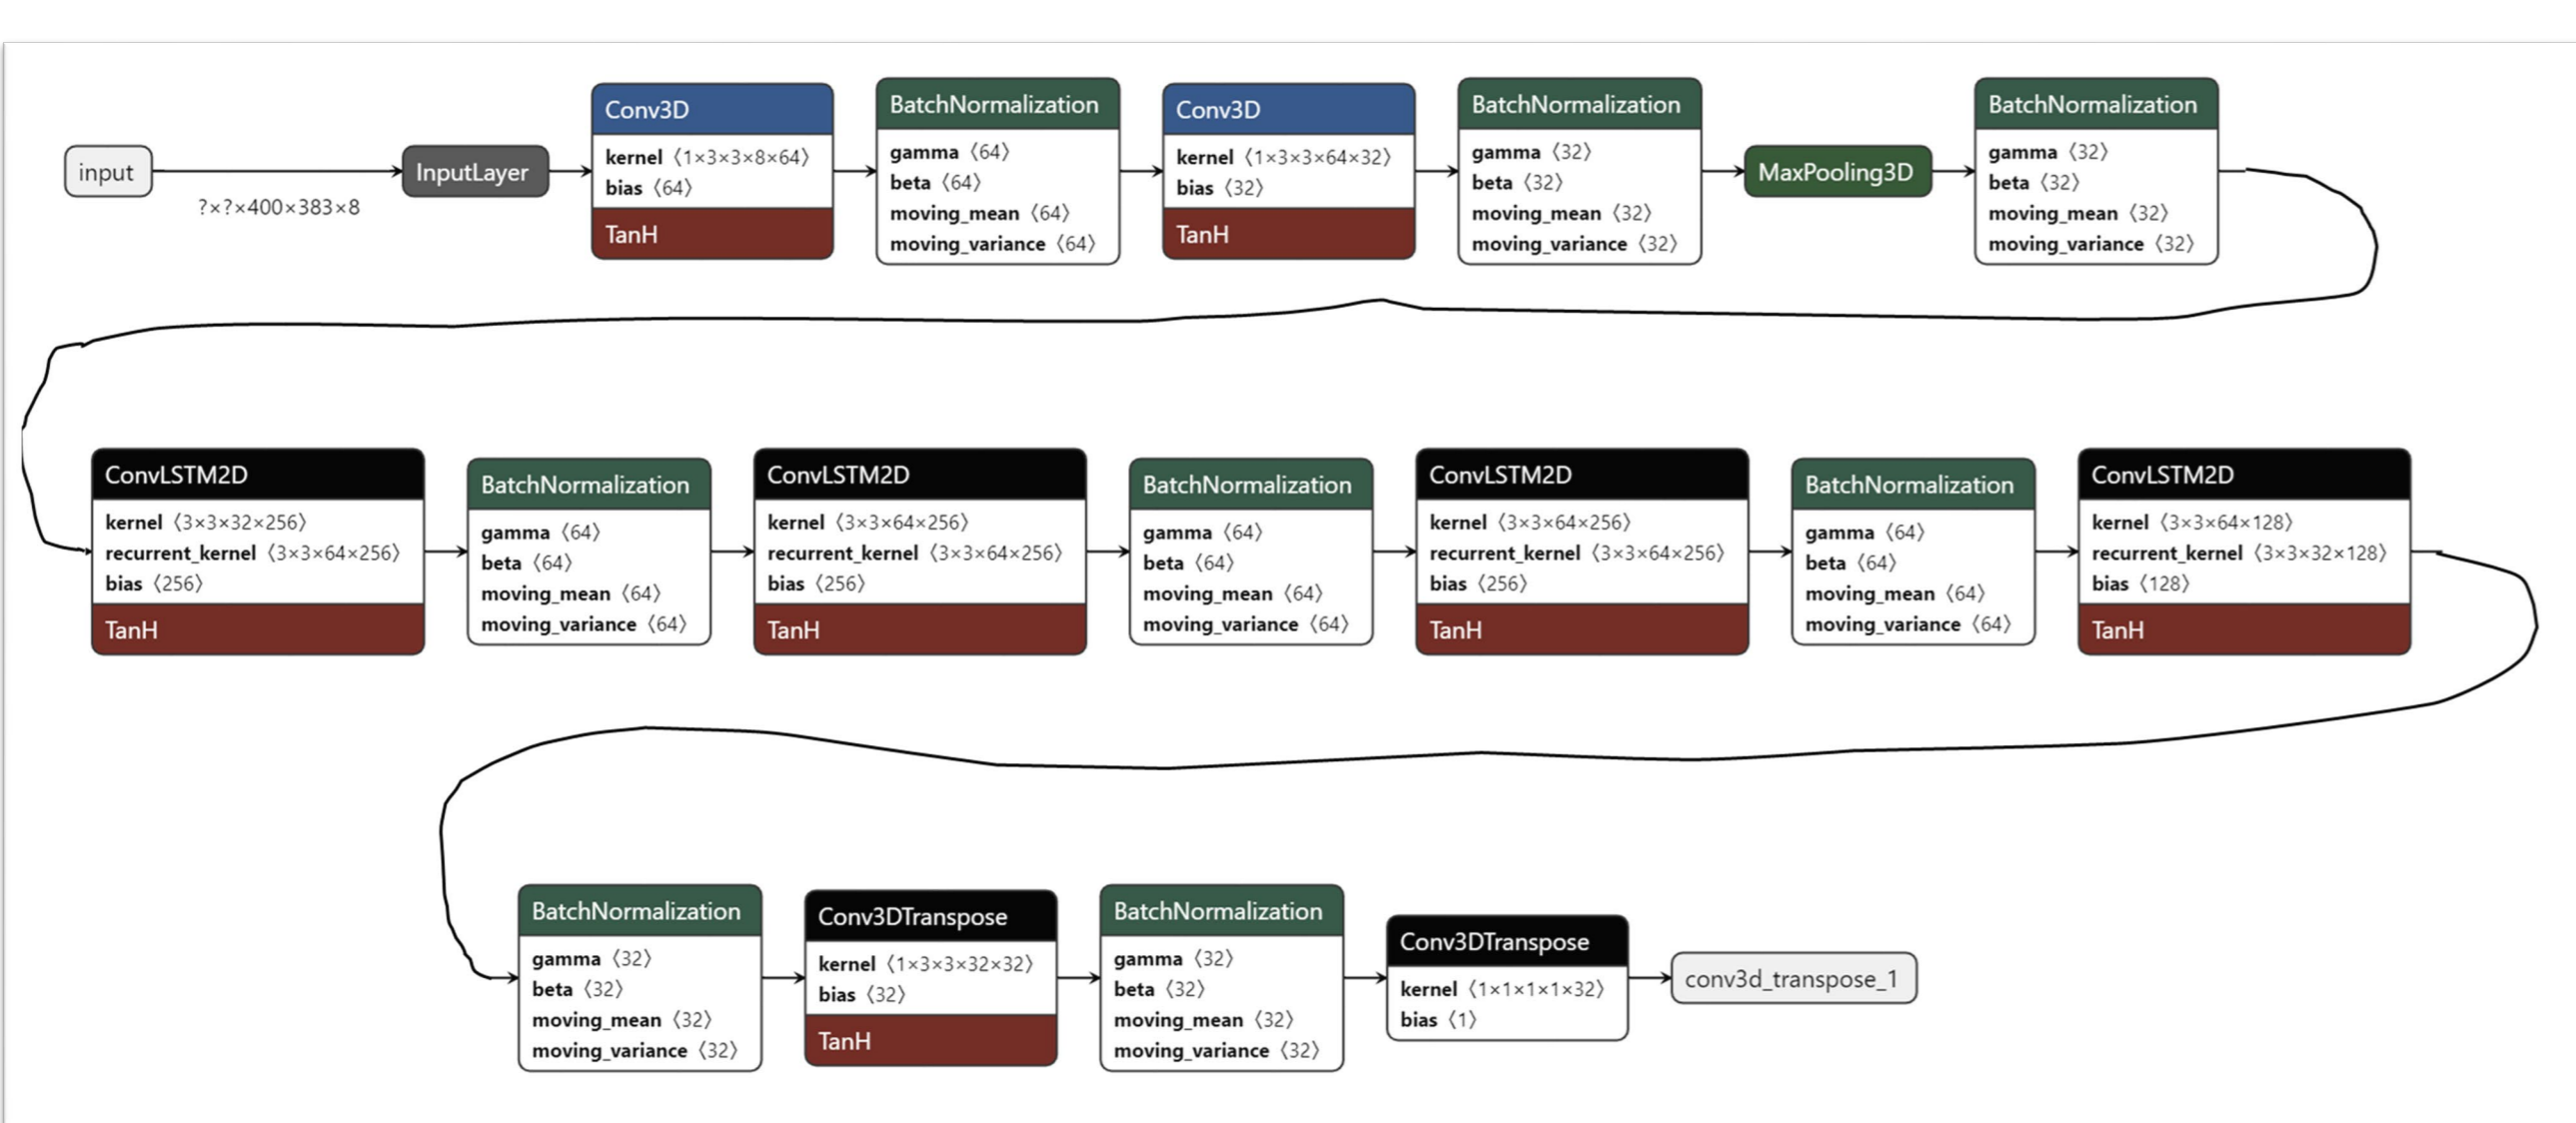 input
?×?×400×383×8
InputLayer
Conv3D
kernel ⟨1×3×3×8×64⟩
bias ⟨64⟩
TanH
BatchNormalization
gamma ⟨64⟩
beta ⟨64⟩
moving_mean ⟨64⟩
moving_variance ⟨64⟩
Conv3D
kernel ⟨1×3×3×64×32⟩
bias ⟨32⟩
TanH
BatchNormalization
gamma ⟨32⟩
beta ⟨32⟩
moving_mean ⟨32⟩
moving_variance ⟨32⟩
MaxPooling3D
BatchNormalization
gamma ⟨32⟩
beta ⟨32⟩
moving_mean ⟨32⟩
moving_variance ⟨32⟩
ConvLSTM2D
kernel ⟨3×3×32×256⟩
recurrent_kernel ⟨3×3×64×256⟩
bias ⟨256⟩
TanH
BatchNormalization
gamma ⟨64⟩
beta ⟨64⟩
moving_mean ⟨64⟩
moving_variance ⟨64⟩
ConvLSTM2D
kernel ⟨3×3×64×256⟩
recurrent_kernel ⟨3×3×64×256⟩
bias ⟨256⟩
TanH
BatchNormalization
gamma ⟨64⟩
beta ⟨64⟩
moving_mean ⟨64⟩
moving_variance ⟨64⟩
ConvLSTM2D
kernel ⟨3×3×64×256⟩
recurrent_kernel ⟨3×3×64×256⟩
bias ⟨256⟩
TanH
BatchNormalization
gamma ⟨64⟩
beta ⟨64⟩
moving_mean ⟨64⟩
moving_variance ⟨64⟩
ConvLSTM2D
kernel ⟨3×3×64×128⟩
recurrent_kernel ⟨3×3×32×128⟩
bias ⟨128⟩
TanH
BatchNormalization
gamma ⟨32⟩
beta ⟨32⟩
moving_mean ⟨32⟩
moving_variance ⟨32⟩
Conv3DTranspose
kernel ⟨1×3×3×32×32⟩
bias ⟨32⟩
TanH
BatchNormalization
gamma ⟨32⟩
beta ⟨32⟩
moving_mean ⟨32⟩
moving_variance ⟨32⟩
Conv3DTranspose
kernel ⟨1×1×1×1×32⟩
bias ⟨1⟩
conv3d_transpose_1